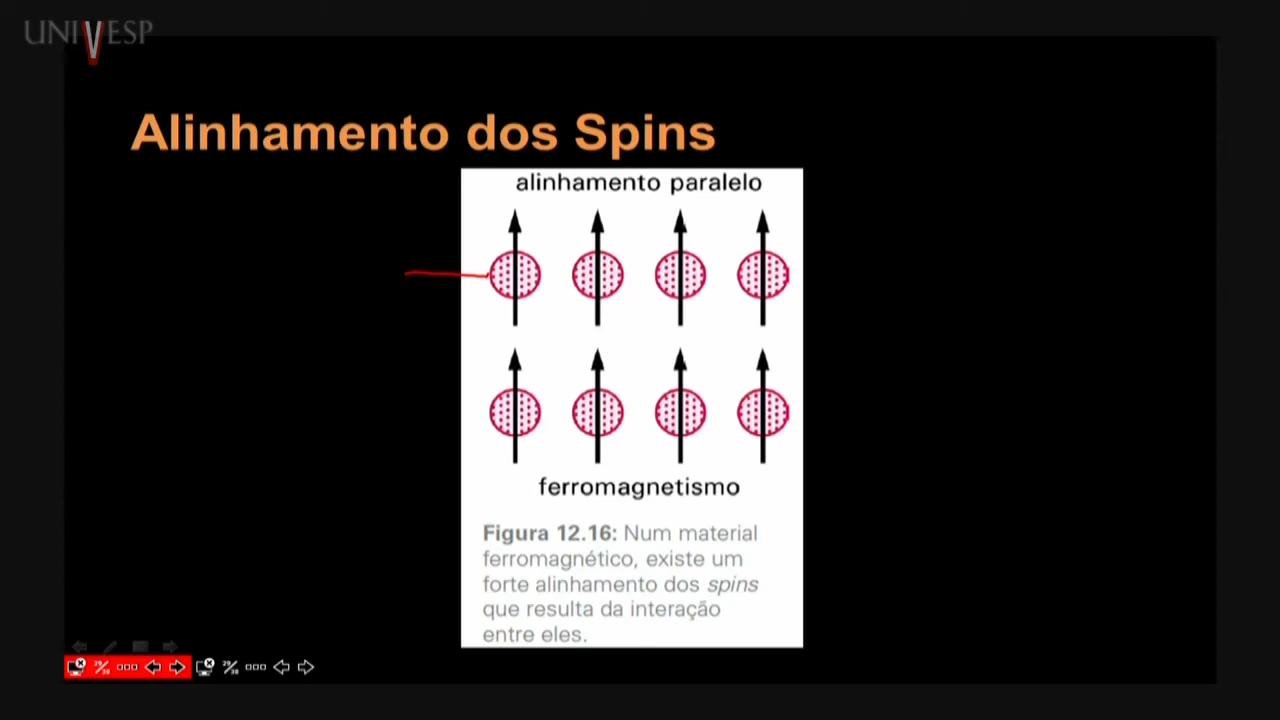 UNIVESP
Alinhamento dos Spins
alinhamento paralelo
ferromagnetismo
Figura 12.16: Num material
ferromagnético, existe um
forte alinhamento dos spins
que resulta da interação
entre eles.